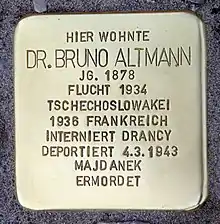 HIER WOHNTE
DR. BRUNO ALTMANN
JG. 1878
FLUCHT 1934
TSCHECHOSLOWAKEI
1936 FRANKREICH
INTERNIERT DRANCY
DEPORTIERT 4.3.1943
MAJDANEK
ERMORDET